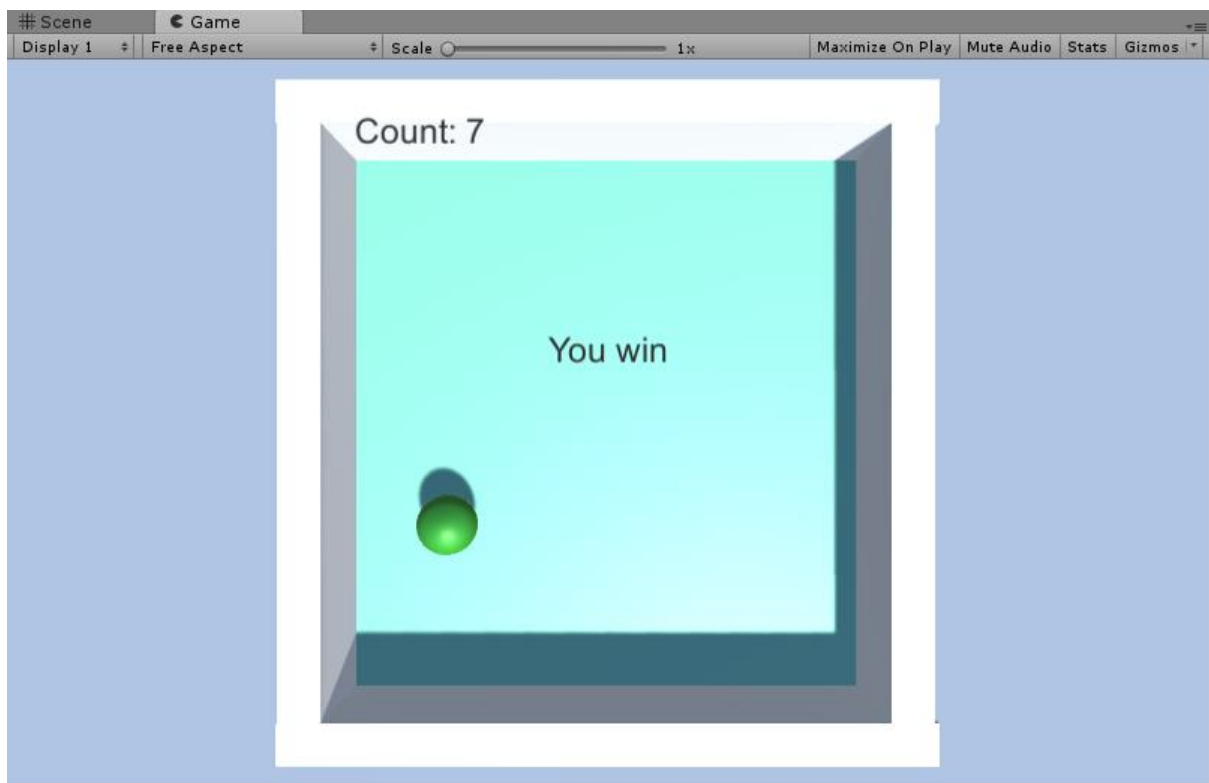 Scene Game
Display 1 Free Aspect Scale 1x Maximize On Play Mute Audio Stats Gizmos
Count: 7
You win